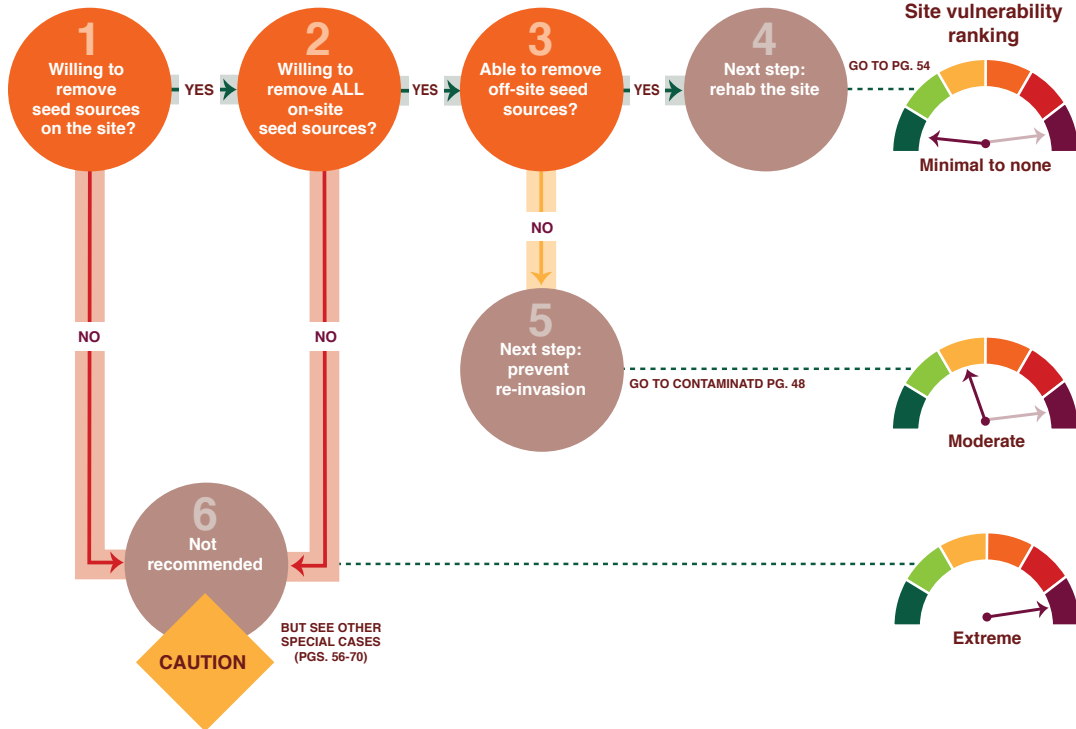 1
Willing to
remove
seed sources
on the site?
YES
2
Willing to
remove ALL
on-site
seed sources?
YES
3
Able to remove
off-site seed
sources?
YES
4
Next step:
rehab the site
GO TO PG. 54
Site vulnerability
ranking
Minimal to none
NO
5
Next step:
prevent
re-invasion
GO TO CONTAMINATD PG. 48
Moderate
NO
NO
6
Not
recommended
CAUTION
BUT SEE OTHER
SPECIAL CASES
(PGS. 56-70)
Extreme